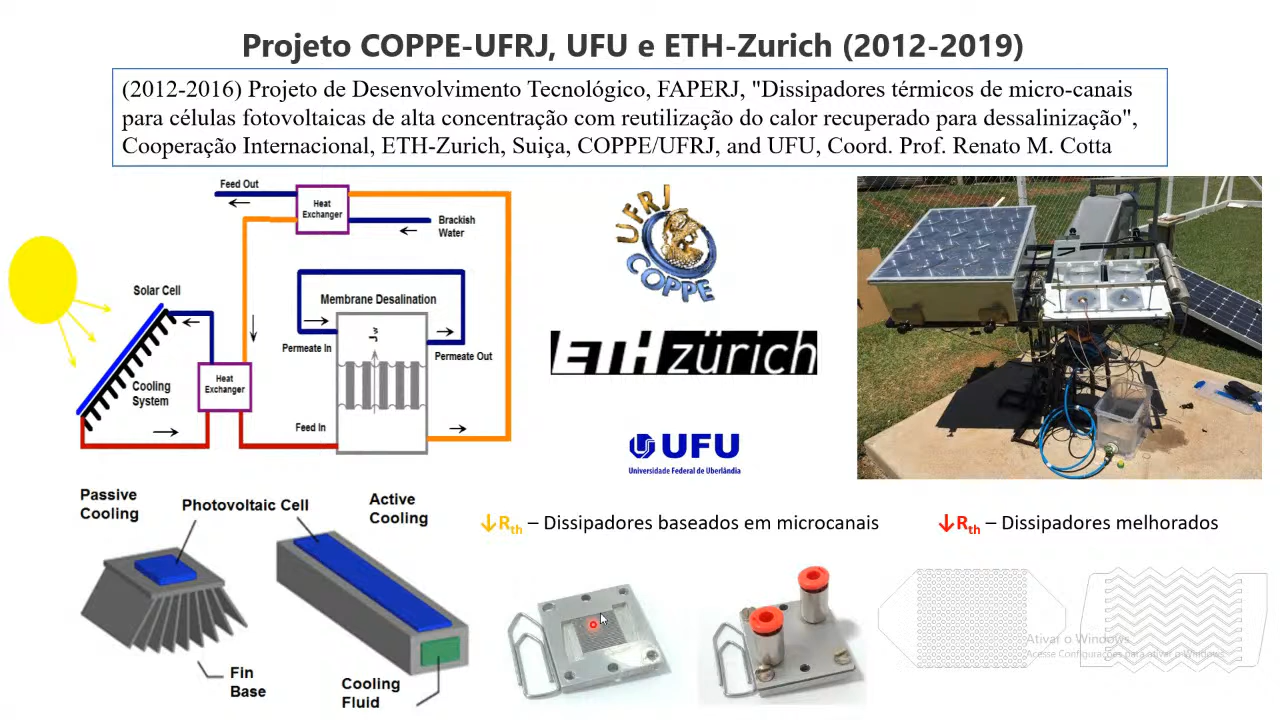 Projeto COPPE-UFRJ, UFU e ETH-Zurich (2012-2019)
(2012-2016) Projeto de Desenvolvimento Tecnológico, FAPERJ, "Dissipadores térmicos de micro-canais
para células fotovoltaicas de alta concentração com reutilização do calor recuperado para dessalinização",
Cooperação Internacional, ETH-Zurich, Suiça, COPPE/UFRJ, and UFU, Coord. Prof. Renato M. Cotta
Feed Out
Heat
Exchanger
Brackish
Water
Solar Cell
Membrane Desalination
Jw
Permeate In
Permeate Out
Cooling
System
Heat
Exchanger
Feed In
UFRJ
COPPE
ETH zürich
UFU
Universidade Federal de Uberlândia
Passive
Cooling
Photovoltaic Cell
Active
Cooling
Fin
Base
Cooling
Fluid
↓Rth – Dissipadores baseados em microcanais
↓Rth – Dissipadores melhorados
Ativar o Windows
Acesse Configurações para ativar o Windows.